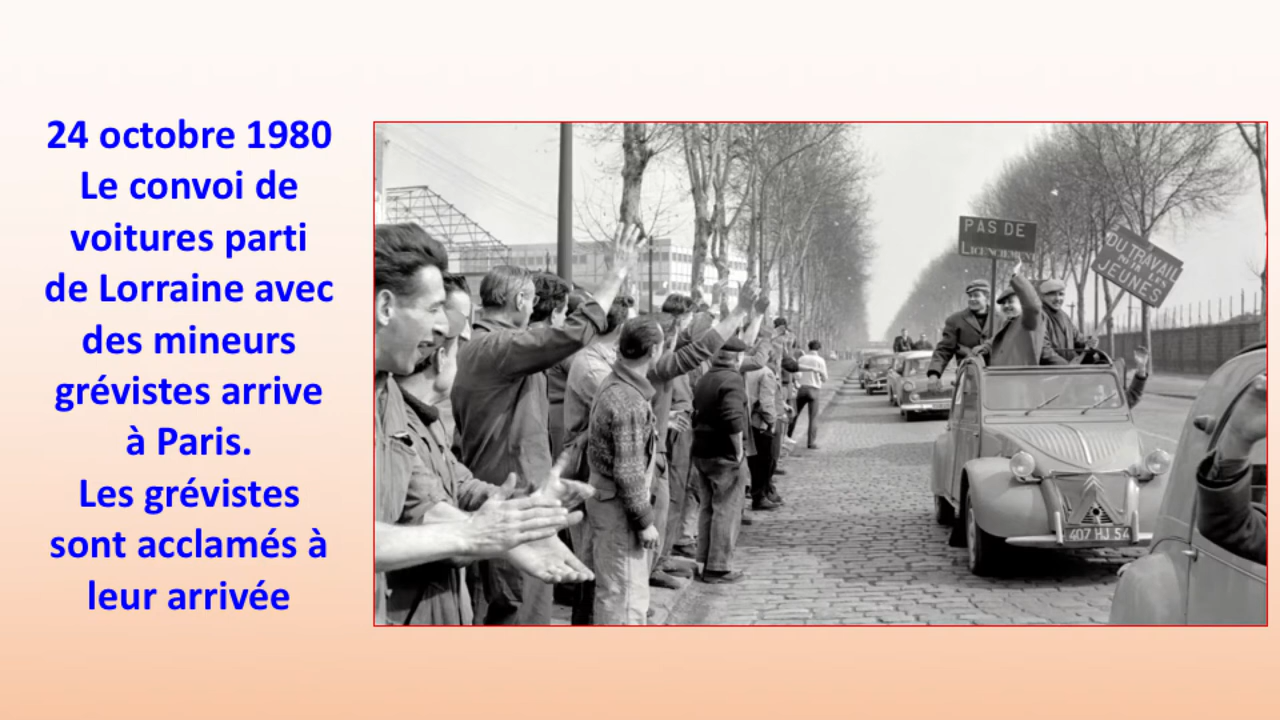 24 octobre 1980
Le convoi de
voitures parti
de Lorraine avec
des mineurs
grévistes arrive
à Paris.
Les grévistes
sont acclamés à
leur arrivée
PAS DE
DU TRAVAIL
JEUNES
407 HJ 54